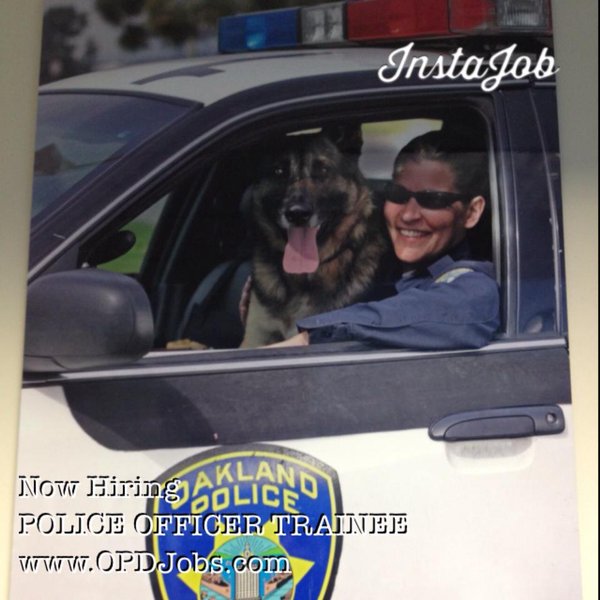 InstaJob
Now Hiring
OAKLAND
POLICE
POLICE OFFICER TRAINEE
www.OPDJobs.com